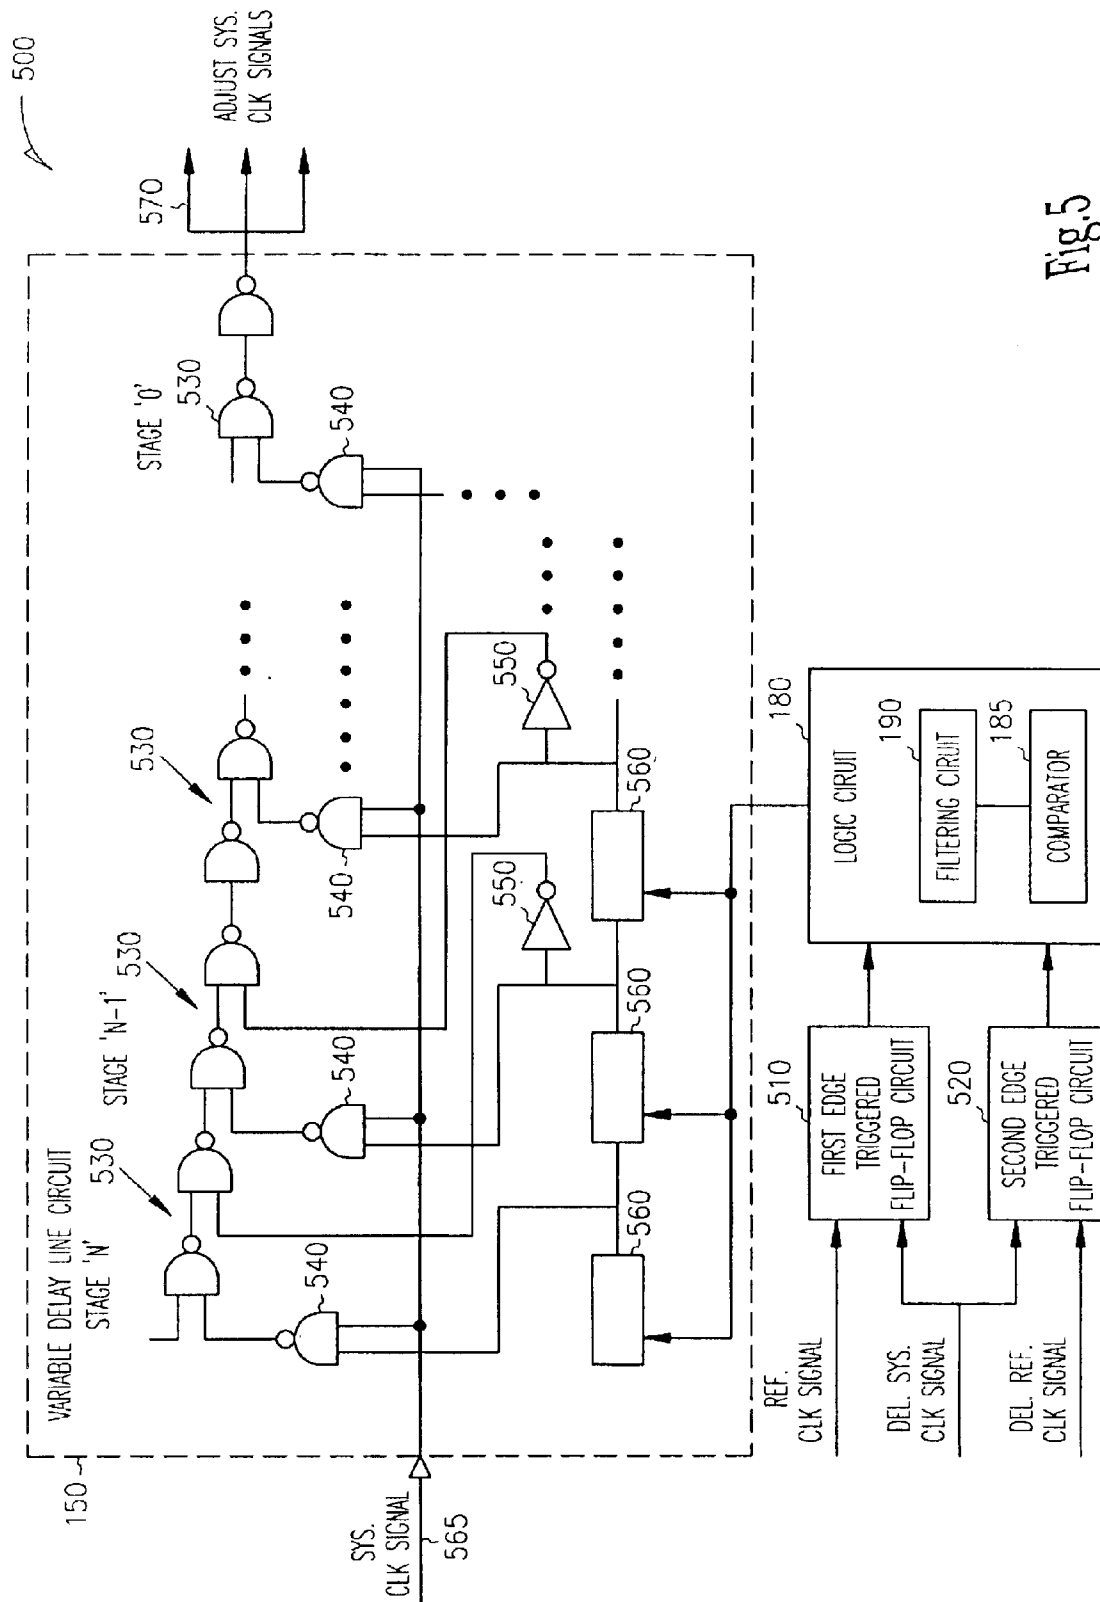 500
ADJUST SYS.
CLK SIGNALS
570
VARIABLE DELAY LINE CIRCUIT
STAGE 'N'
530
STAGE 'N-1'
530
530
STAGE '0'
530
540
540
540
540
550
550
560
560
560
150
SYS.
CLK SIGNAL
565
180
LOGIC CIRUIT
190
FILTERING CIRUIT
185
COMPARATOR
510
FIRST EDGE
TRIGGERED
FLIP-FLOP CIRCUIT
520
SECOND EDGE
TRIGGERED
FLIP-FLOP CIRCUIT
REF.
CLK SIGNAL
DEL. SYS.
CLK SIGNAL
DEL. REF.
CLK SIGNAL
Fig.5